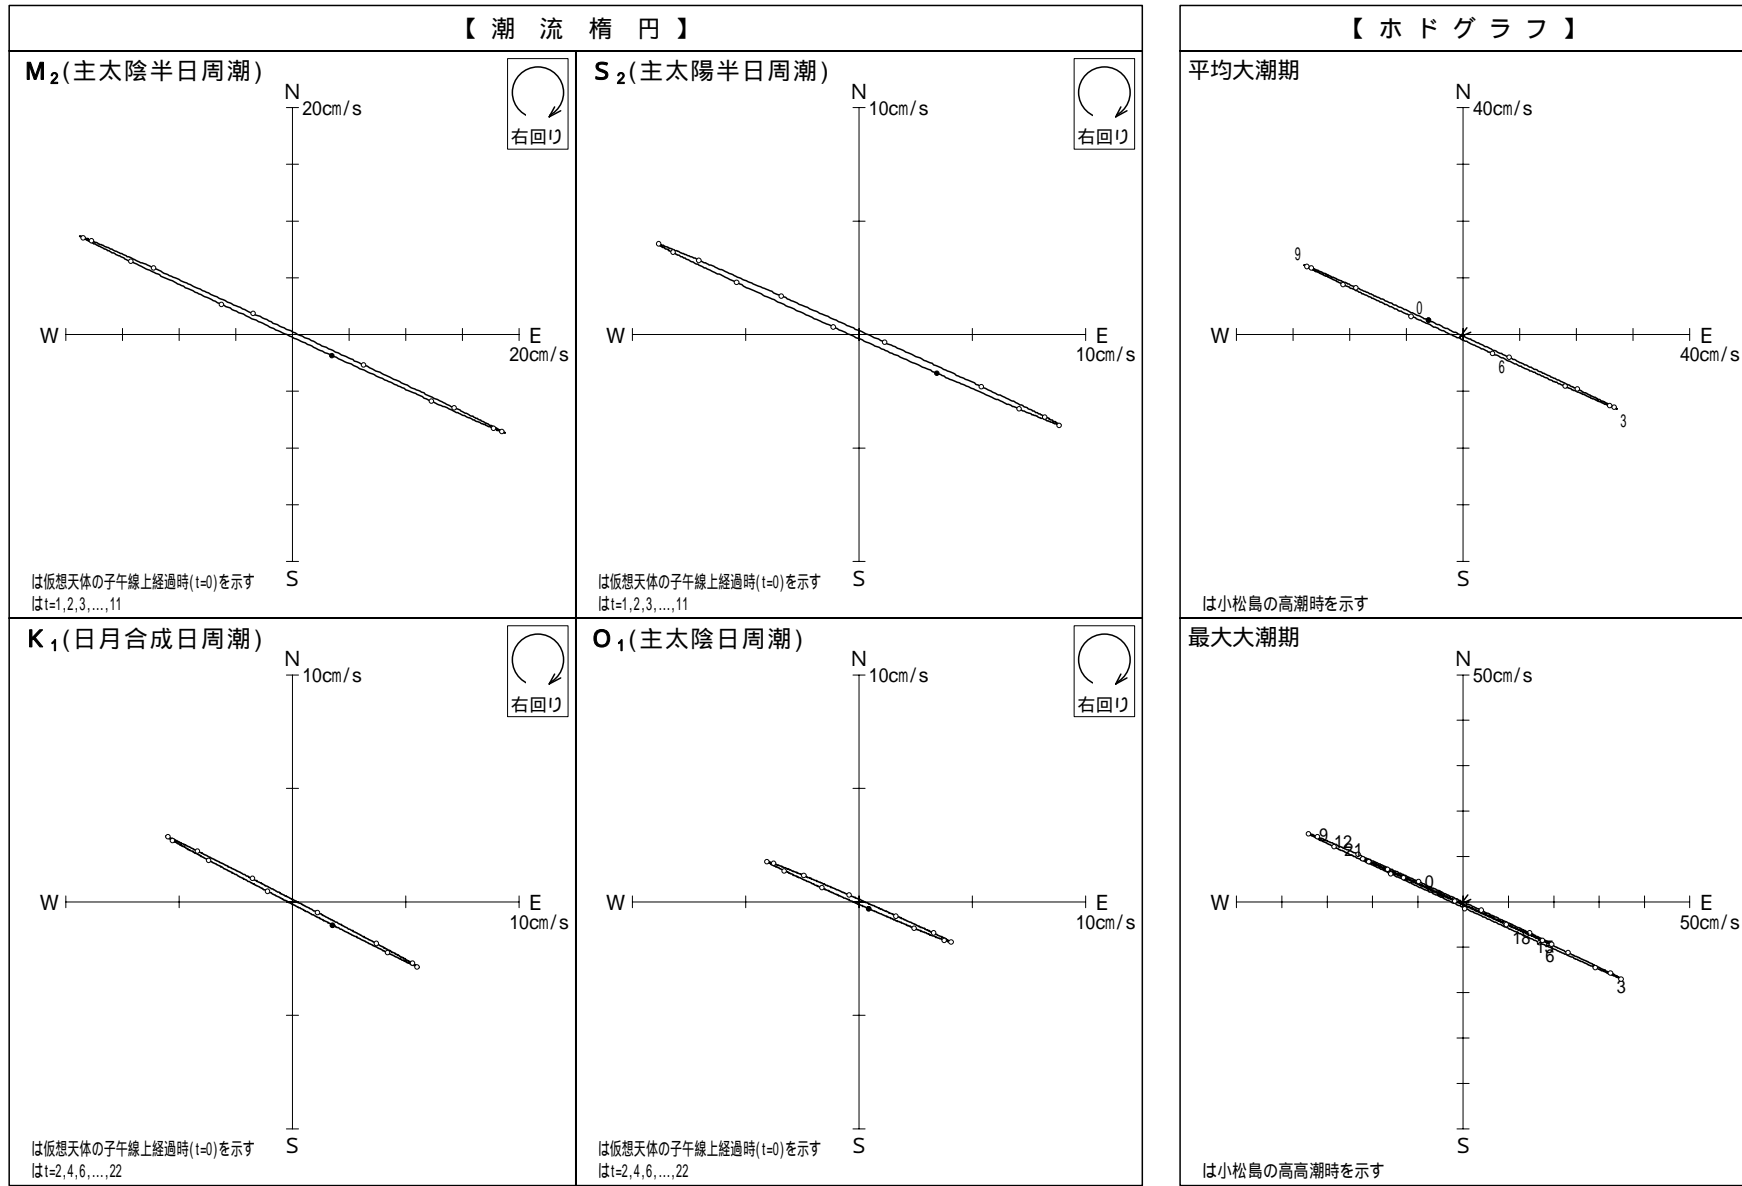 【 潮 流 楕 円 】
M₂(主太陰半日周潮)
N
20㎝/s
右回り
W
E
20㎝/s
S
は仮想天体の子午線上経過時(t=0)を示す
はt=1,2,3,...,11
S₂(主太陽半日周潮)
N
10㎝/s
右回り
W
E
10㎝/s
S
は仮想天体の子午線上経過時(t=0)を示す
はt=1,2,3,...,11
K₁(日月合成日周潮)
N
10㎝/s
右回り
W
E
10㎝/s
S
は仮想天体の子午線上経過時(t=0)を示す
はt=2,4,6,...,22
O₁(主太陰日周潮)
N
10㎝/s
右回り
W
E
10㎝/s
S
は仮想天体の子午線上経過時(t=0)を示す
はt=2,4,6,...,22
【 ホ ド グ ラ フ 】
平均大潮期
N
40㎝/s
9
0
W
E
40㎝/s
6
3
S
は小松島の高潮時を示す
最大大潮期
N
50㎝/s
9
12
21
0
W
E
50㎝/s
18
15
6
3
S
は小松島の高高潮時を示す